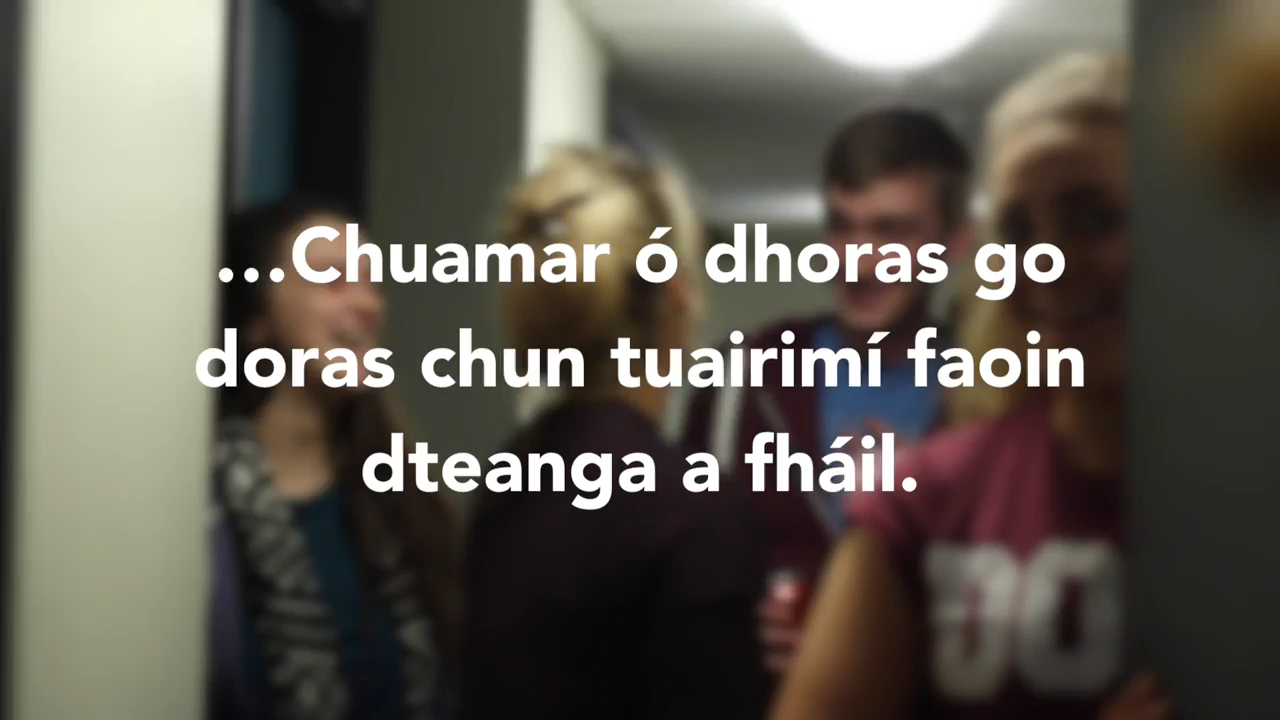 ...Chuamar ó dhoras go
doras chun tuairimí faoin
dteanga a fháil.